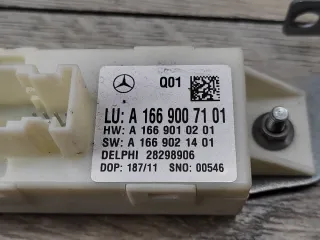 Q01
LÜ: A 166 900 71 01
HW: A 166 901 02 01
SW: A 166 902 14 01
DELPHI 28298906
DOP: 187/11 SNO: 00546